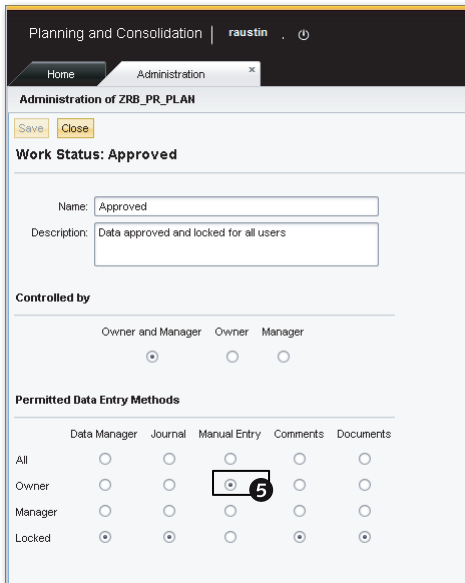 Planning and Consolidation | raustin .
Home Administration ×
Administration of ZRB_PR_PLAN
Save Close
Work Status: Approved
Name: Approved
Description: Data approved and locked for all users
Controlled by
Owner and Manager Owner Manager
Permitted Data Entry Methods
Data Manager Journal Manual Entry Comments Documents
All
Owner 5
Manager
Locked